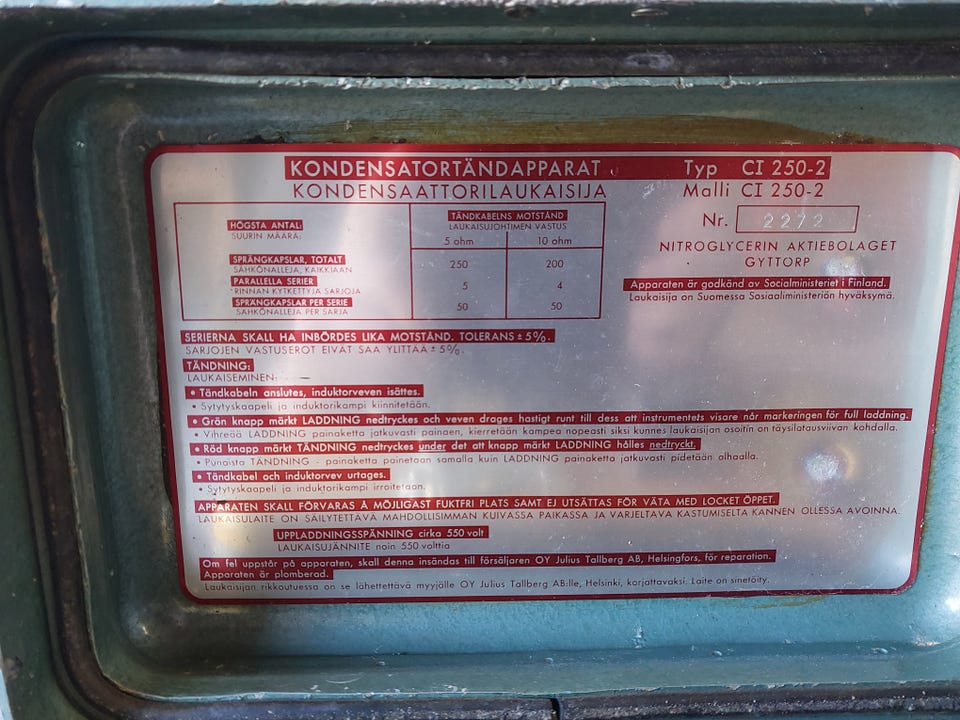 KONDENSATORTÄNDAPPARAT Typ CI 250-2
KONDENSAATTORILAUKAISIJA Malli CI 250-2
Nr. 2272
NITROGLYCERIN AKTIEBOLAGET
GYTTORP
Apparaten är godkänd av Socialministeriet i Finland.
Laukaisija on Suomessa Sosiaaliministeriön hyväksymä.
HÖGSTA ANTAL:
SUURIN MÄÄRÄ:
TÄNDKABELNS MOTSTÅND
LAUKAISUJOHTIMEN VASTUS
5 ohm 10 ohm
SPRÄNGKAPSLAR, TOTALT 250 200
SÄHKÖNALLEJA, KAIKKIAAN
PARALLELLA SERIER 5 4
RINNAN KYTKETTYJÄ SARJOJA
SPRÄNGKAPSLAR PER SERIE 50 50
SÄHKÖNALLEJA PER SARJA
SERIERNA SKALL HA INBÖRDES LIKA MOTSTÅND. TOLERANS ± 5%.
SARJOJEN VASTUSEROT EIVÄT SAA YLITTÄÄ ± 5%.
TÄNDNING:
LAUKAISEMINEN:
• Tändkabeln anslutes, induktorveven isättes.
• Sytytyskaapeli ja induktorikampi kiinnitetään.
• Grön knapp märkt LADDNING nedtryckes och veven drages hastigt runt till dess att instrumentets visare når markeringen för full laddning.
• Vihreää LADDNING painaketta jatkuvasti painaen, kierretään kampea nopeasti siksi kunnes laukaisijan osoitin on täysilatausviivan kohdalla.
• Röd knapp märkt TÄNDNING nedtryckes under det att knapp märkt LADDNING hålles nedtryckt.
• Punaista TÄNDNING - painaketta painetaan samalla kuin LADDNING painaketta jatkuvasti pidetään alhaalla.
• Tändkabel och induktorvev urtages.
• Sytytyskaapeli ja induktorikampi irroitetaan.
APPARATEN SKALL FÖRVARAS Å MÖJLIGAST FUKTFRI PLATS SAMT EJ UTSÄTTAS FÖR VÄTA MED LOCKET ÖPPET.
LAUKAISULAITE ON SÄILYTETTÄVÄ MAHDOLLISIMMAN KUIVASSA PAIKASSA JA VARJELTAVA KASTUMISELTA KANNEN OLLESSA AVOINNA.
UPPLADDNINGSSPÄNNING cirka 550 volt
LAUKAISUJÄNNITE noin 550 volttia
Om fel uppstår på apparaten, skall denna insändas till försäljaren OY Julius Tallberg AB, Helsingfors, för reparation.
Apparaten är plomberad.
Laukaisijan rikkoutuessa on se lähettettävä myyjälle OY Julius Tallberg AB:lle, Helsinki, korjattavaksi. Laite on sinetöity.